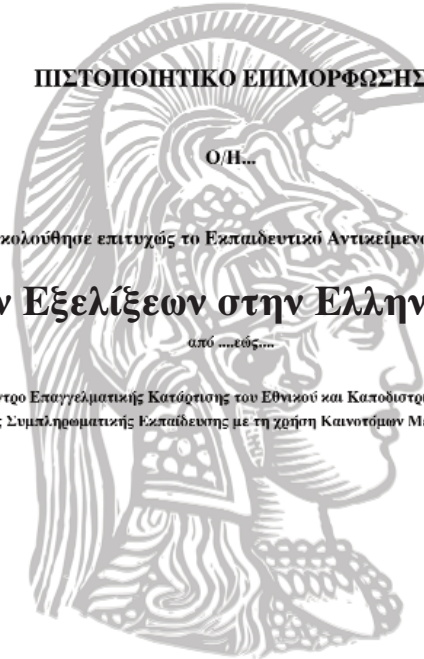 ΠΙΣΤΟΠΟΙΗΤΙΚΟ ΕΠΙΜΟΡΦΩΣΗΣ
Ο/Η...
κολούθησε επιτυχώς το Εκπαιδευτικό Αντικείμενο
ν Εξελίξεων στην Ελλην
από ....εώς....
ντρο Επαγγελματικής Κατάρτισης του Εθνικού και Καποδιστρι
ς Συμπληρωματικής Εκπαίδευσης με τη χρήση Καινοτόμων Με